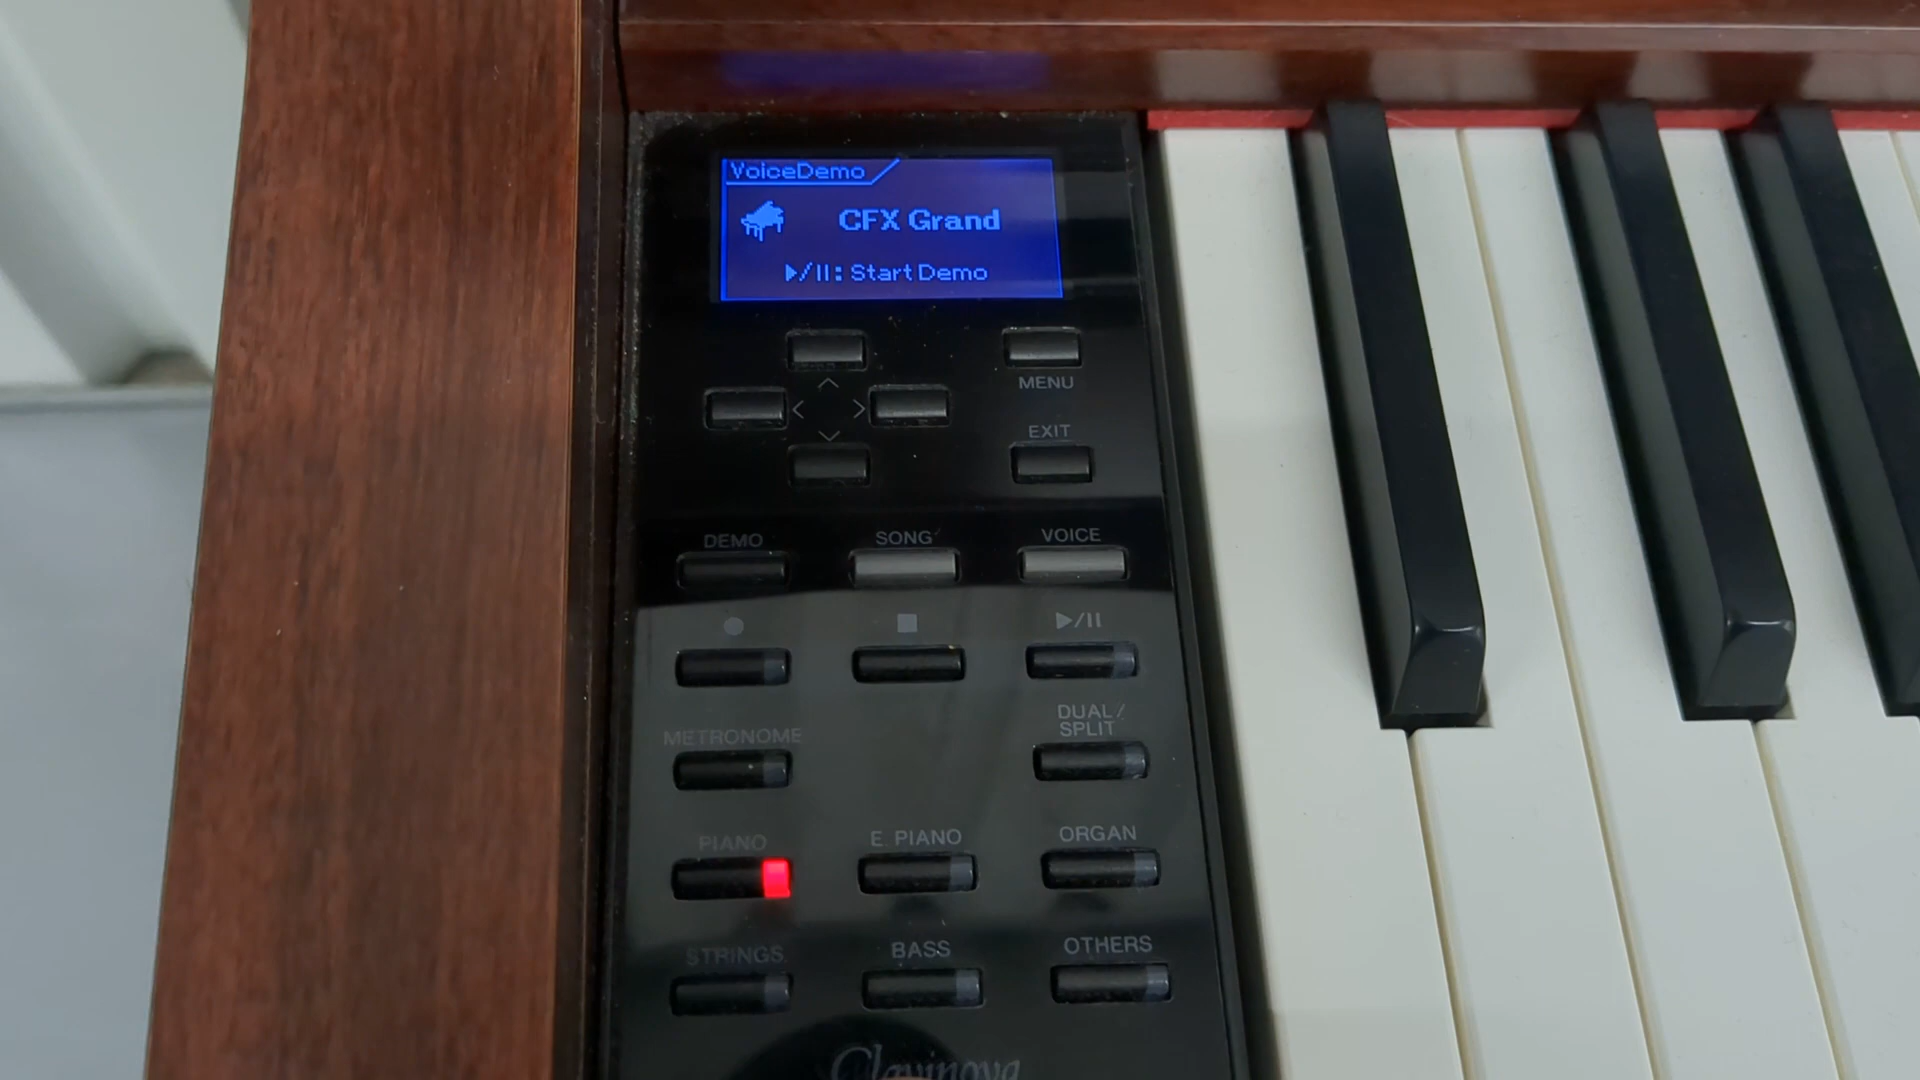 VoiceDemo
CFX Grand
▶/II: Start Demo
MENU
EXIT
DEMO SONG VOICE
▶/II
METRONOME DUAL/
SPLIT
PIANO E. PIANO ORGAN
STRINGS BASS OTHERS
Clavinova